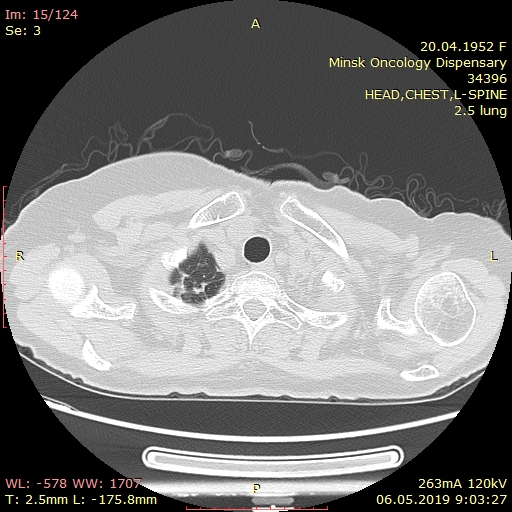 Im: 15/124
Se: 3
A
20.04.1952 F
Minsk Oncology Dispensary
34396
HEAD,CHEST,L-SPINE
2.5 lung
R
L
WL: -578 WW: 1707
T: 2.5mm L: -175.8mm
P
263mA 120kV
06.05.2019 9:03:27